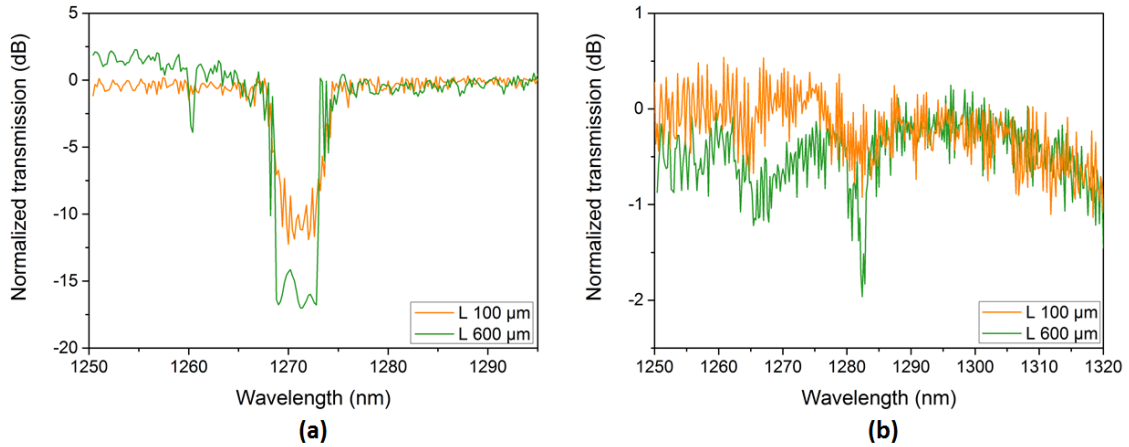 5
0
-5
-10
-15
-20
Normalized transmission (dB)
1250 1260 1270 1280 1290
Wavelength (nm)
L 100 μm
L 600 μm
(a)
1
0
-1
-2
Normalized transmission (dB)
1250 1260 1270 1280 1290 1300 1310 1320
Wavelength (nm)
L 100 μm
L 600 μm
(b)